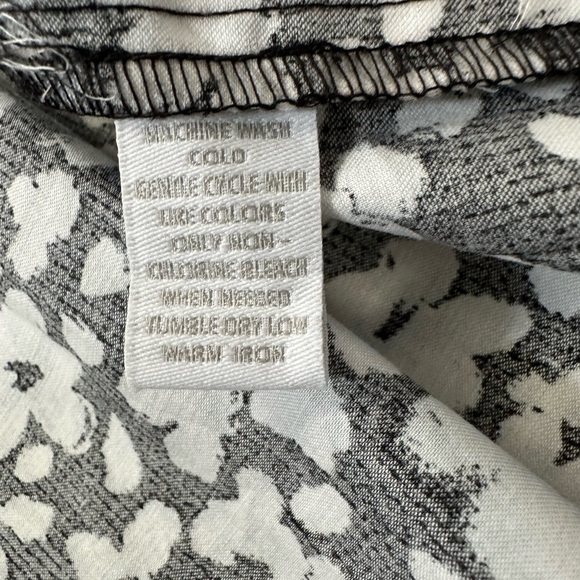 MACHINE WASH
COLD
GENTLE CYCLE WITH
LIKE COLORS
ONLY NON-
CHLORINE BLEACH
WHEN NEEDED
TUMBLE DRY LOW
WARM IRON